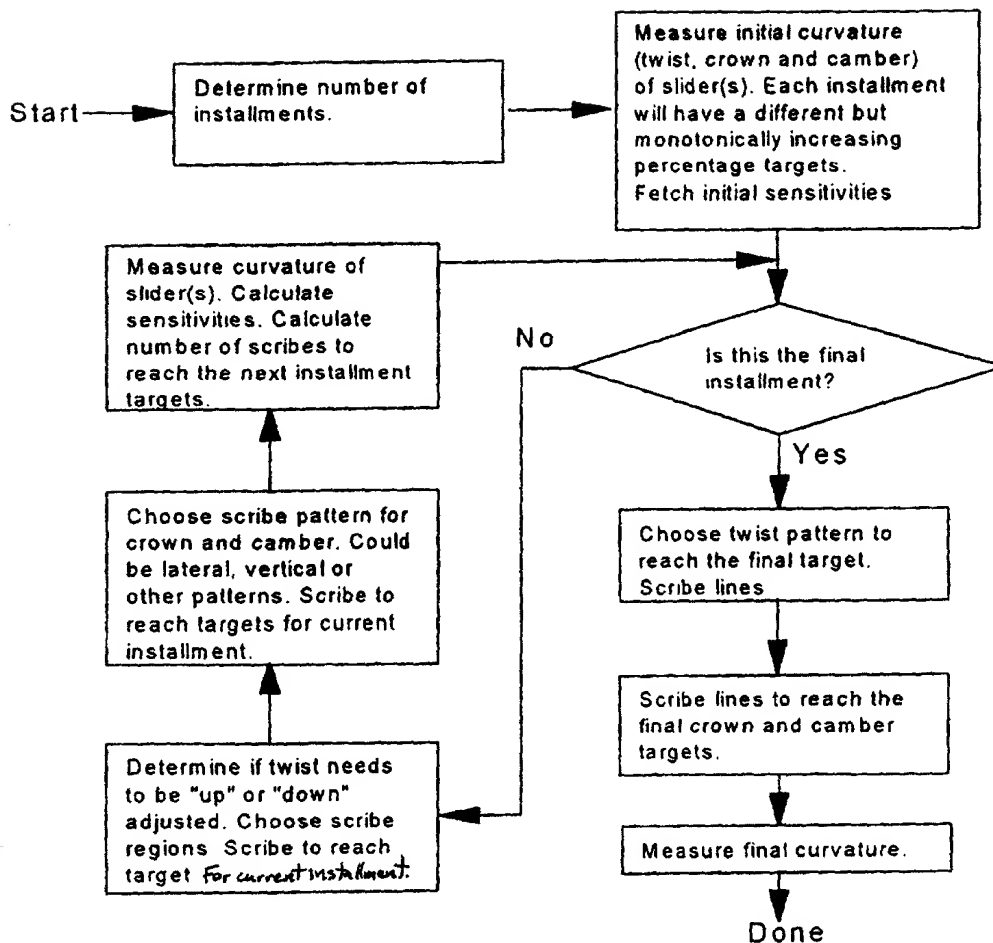 Start
Determine number of
installments.
Measure initial curvature
(twist, crown and camber)
of slider(s). Each installment
will have a different but
monotonically increasing
percentage targets.
Fetch initial sensitivities
Is this the final
installment?
No
Yes
Determine if twist needs
to be "up" or "down"
adjusted. Choose scribe
regions Scribe to reach
target For current installment.
Choose scribe pattern for
crown and camber. Could
be lateral, vertical or
other patterns. Scribe to
reach targets for current
installment.
Measure curvature of
slider(s). Calculate
sensitivities. Calculate
number of scribes to
reach the next installment
targets.
Choose twist pattern to
reach the final target.
Scribe lines
Scribe lines to reach the
final crown and camber
targets.
Measure final curvature.
Done